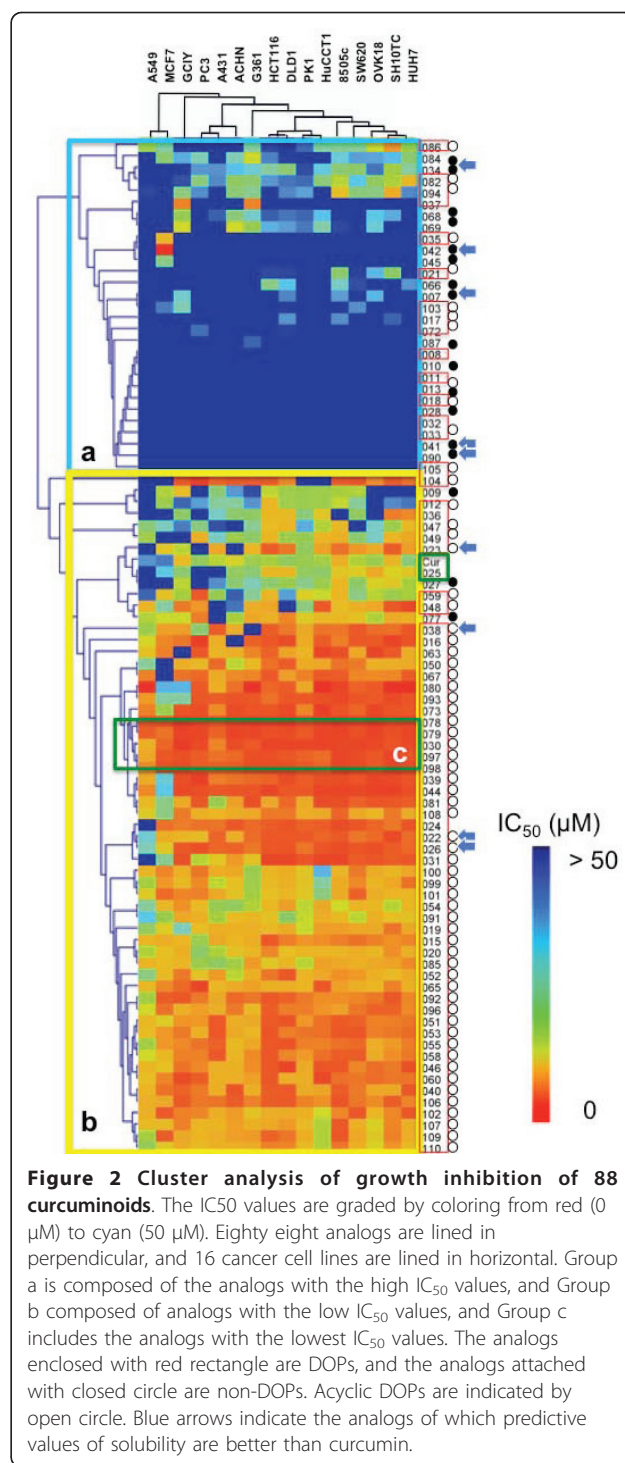 A549
MCF7
GCIY
PC3
A431
ACHN
G361
HCT116
DLD1
PK1
HuCCT1
8505c
SW620
OVK18
SH10TC
HUH7
086
084
034
082
094
037
068
069
035
042
045
021
066
007
103
017
072
087
008
010
011
013
018
028
032
033
041
090
a
105
104
009
012
036
047
049
023
Cur
025
027
059
048
077
038
016
063
050
067
080
093
073
078
079
030
097
c
098
039
044
081
108
024
022
026
031
100
099
101
054
091
019
015
020
085
052
065
092
096
051
053
055
058
046
060
040
106
102
107
109
110
b
IC50 (µM)
> 50
0
Figure 2 Cluster analysis of growth inhibition of 88
curcuminoids. The IC50 values are graded by coloring from red (0
µM) to cyan (50 µM). Eighty eight analogs are lined in
perpendicular, and 16 cancer cell lines are lined in horizontal. Group
a is composed of the analogs with the high IC50 values, and Group
b composed of analogs with the low IC50 values, and Group c
includes the analogs with the lowest IC50 values. The analogs
enclosed with red rectangle are DOPs, and the analogs attached
with closed circle are non-DOPs. Acyclic DOPs are indicated by
open circle. Blue arrows indicate the analogs of which predictive
values of solubility are better than curcumin.